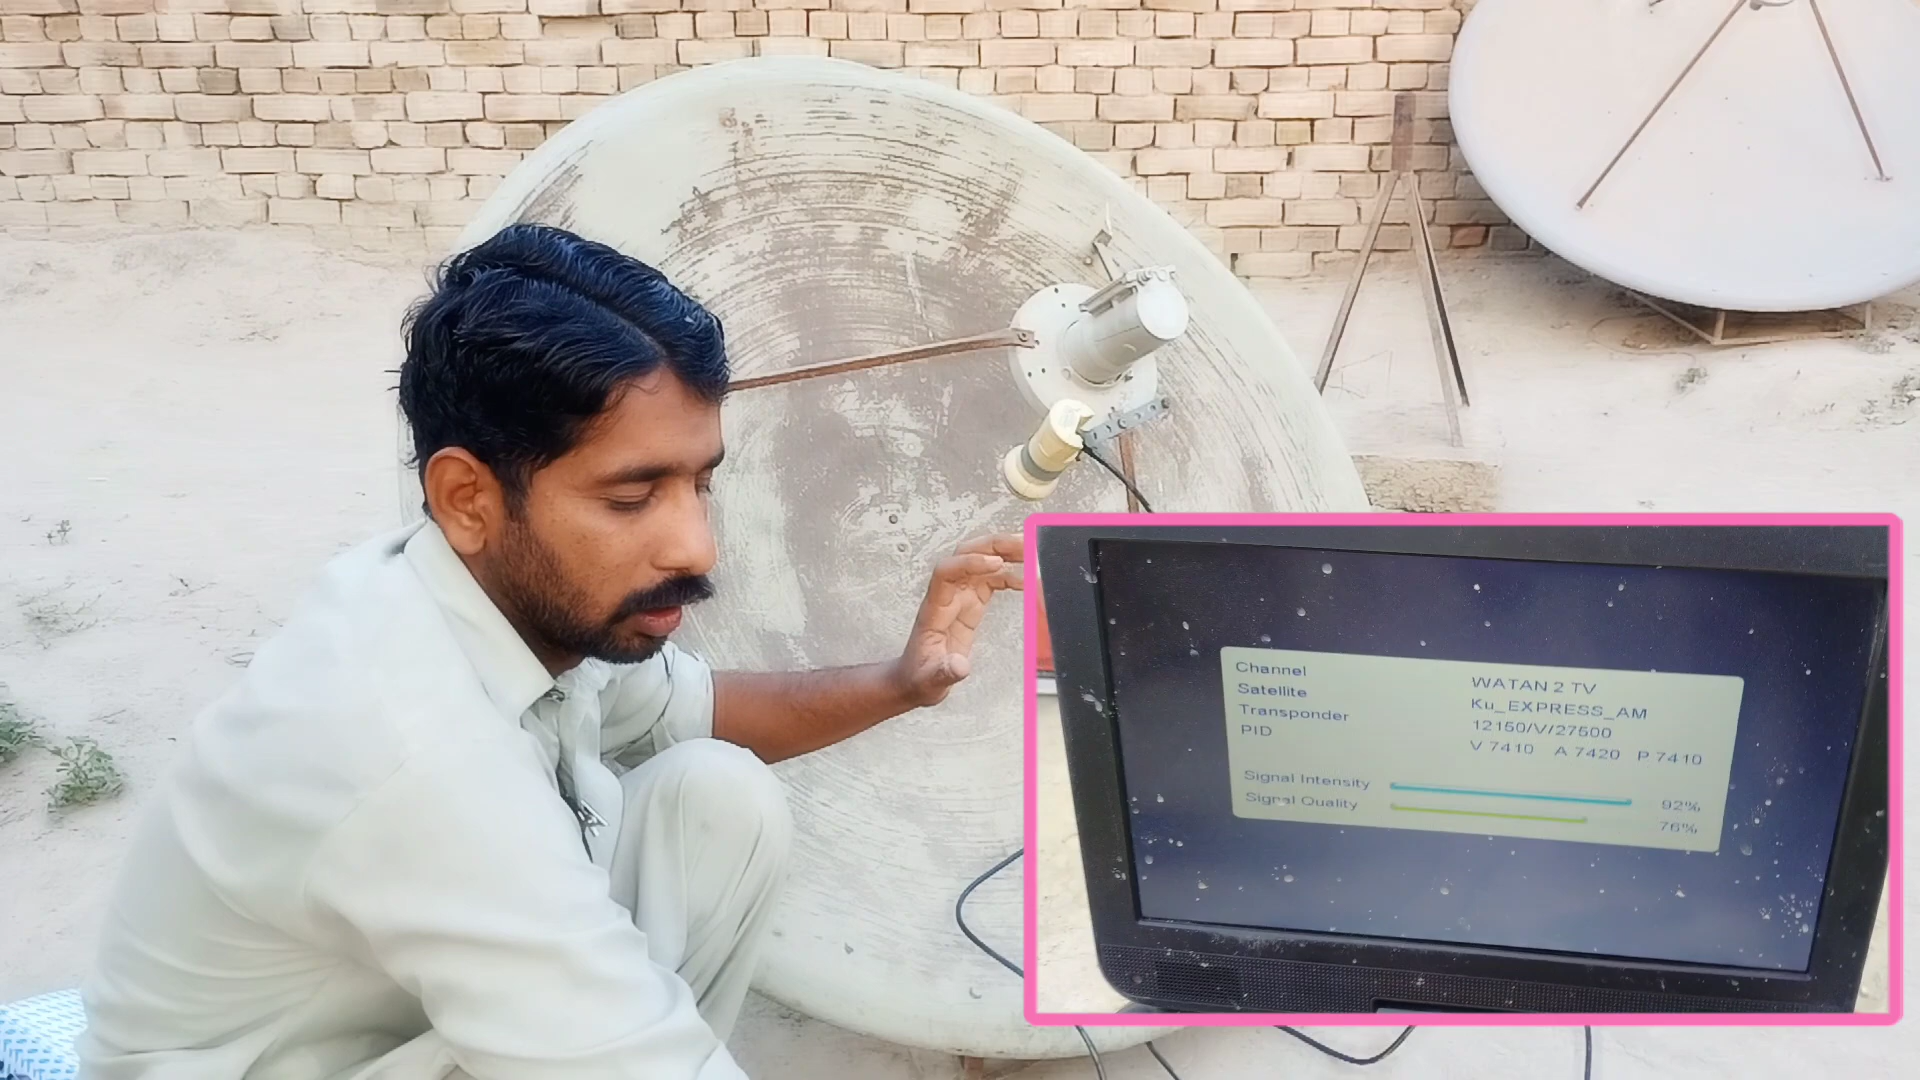 Channel WATAN 2 TV
Satellite Ku_EXPRESS_AM
Transponder 12150/V/27500
PID V 7410 A 7420 P 7410
Signal Intensity 92%
Signal Quality 76%